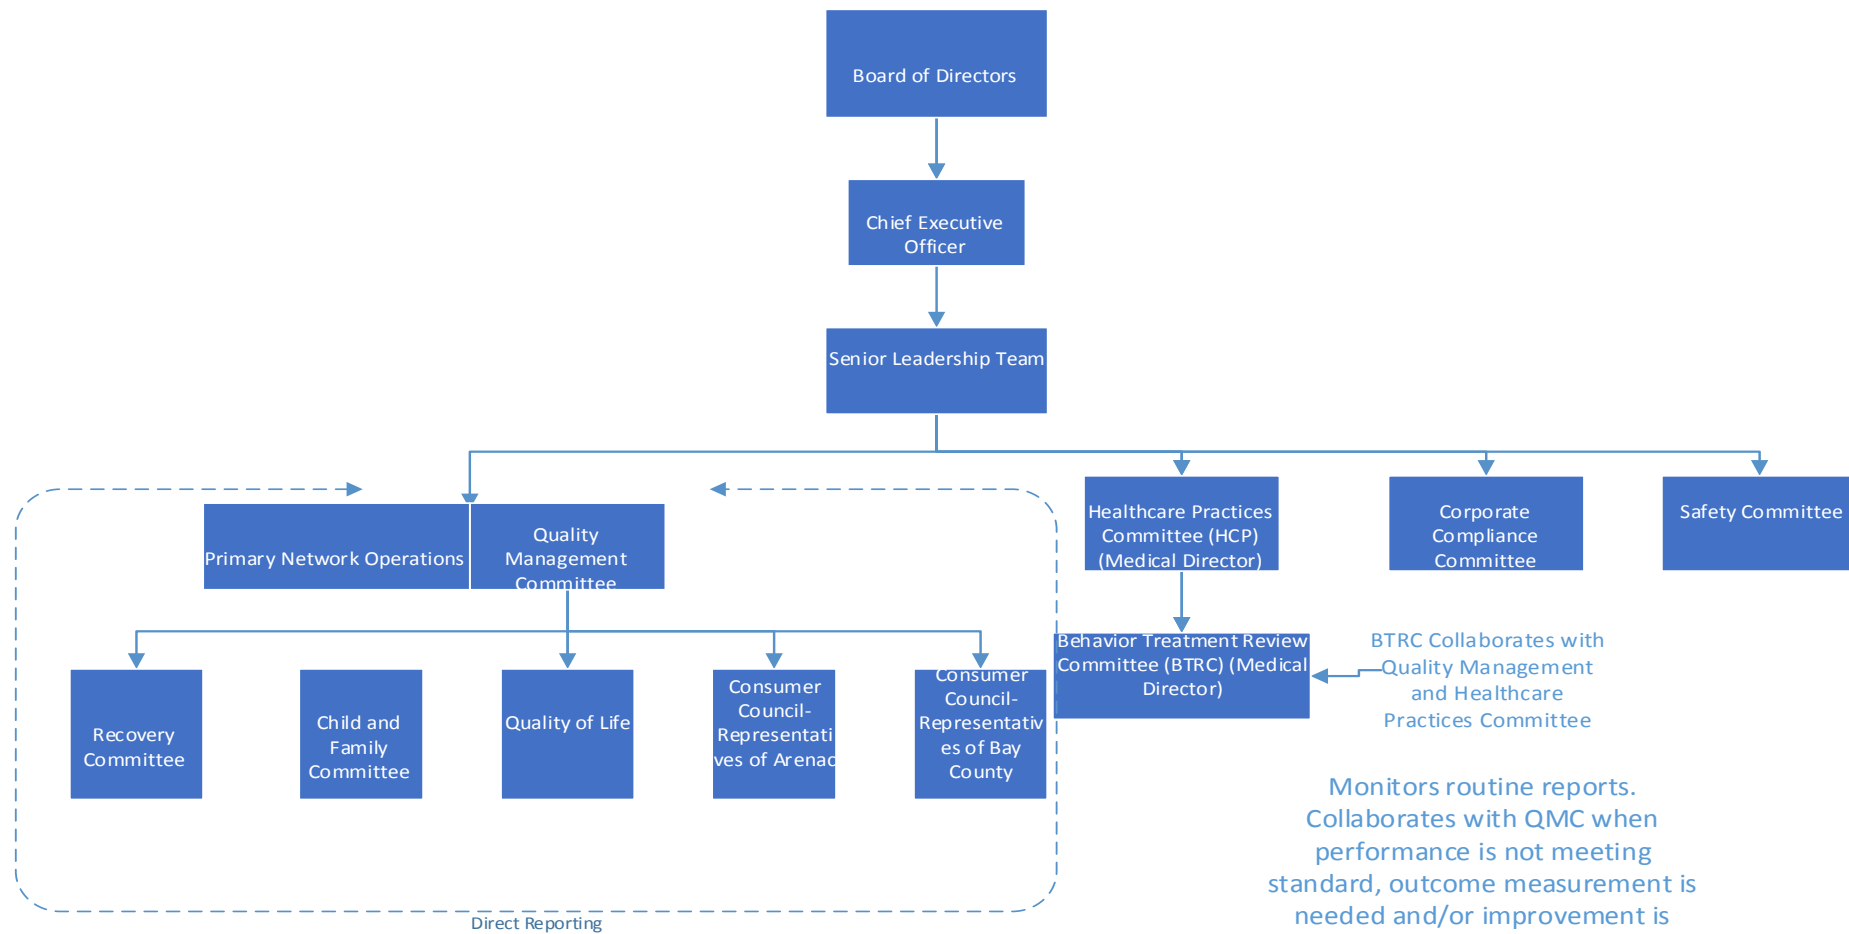 Board of Directors
Chief Executive
Officer
Senior Leadership Team
Primary Network Operations
Quality
Management
Committee
Healthcare Practices
Committee (HCP)
(Medical Director)
Corporate
Compliance
Committee
Safety Committee
Recovery
Committee
Child and
Family
Committee
Quality of Life
Consumer
Council-
Representati
ves of Arenac
Consumer
Council-
Representativ
es of Bay
County
Behavior Treatment Review
Committee (BTRC) (Medical
Director)
BTRC Collaborates with
Quality Management
and Healthcare
Practices Committee
Monitors routine reports.
Collaborates with QMC when
performance is not meeting
standard, outcome measurement is
needed and/or improvement is
Direct Reporting